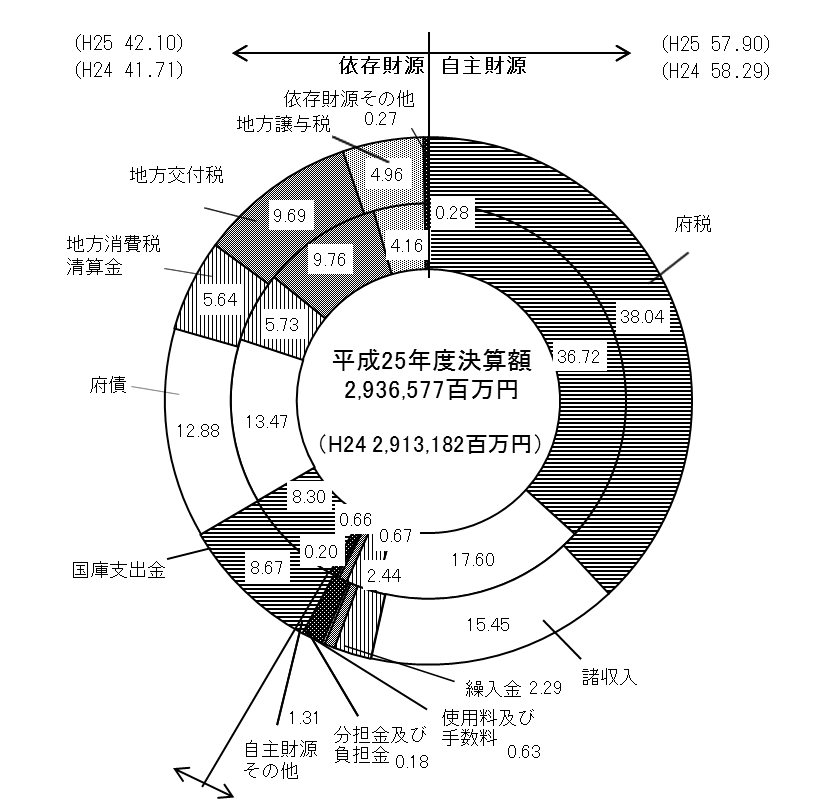 (H25 42.10)
(H24 41.71)
依存財源
自主財源
(H25 57.90)
(H24 58.29)
依存財源その他
0.27
地方譲与税
4.96
地方交付税
9.69
0.28
4.16
9.76
府税
38.04
36.72
地方消費税
清算金
5.64
5.73
平成25年度決算額
2,936,577百万円
(H24 2,913,182百万円)
府債
12.88
13.47
8.30
0.66
0.67
0.20
2.44
17.60
国庫支出金
8.67
15.45
諸収入
繰入金 2.29
使用料及び
手数料
0.63
分担金及び
負担金 0.18
1.31
自主財源
その他